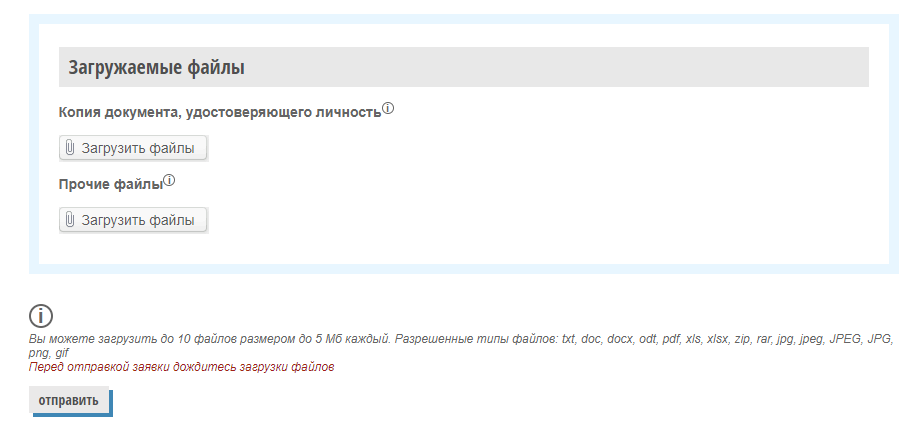 Загружаемые файлы
Копия документа, удостоверяющего личность
Загрузить файлы
Прочие файлы
Загрузить файлы
Вы можете загрузить до 10 файлов размером до 5 Мб каждый. Разрешенные типы файлов: txt, doc, docx, odt, pdf, xls, xlsx, zip, rar, jpg, jpeg, JPEG, JPG,
png, gif
Перед отправкой заявки дождитесь загрузки файлов
отправить